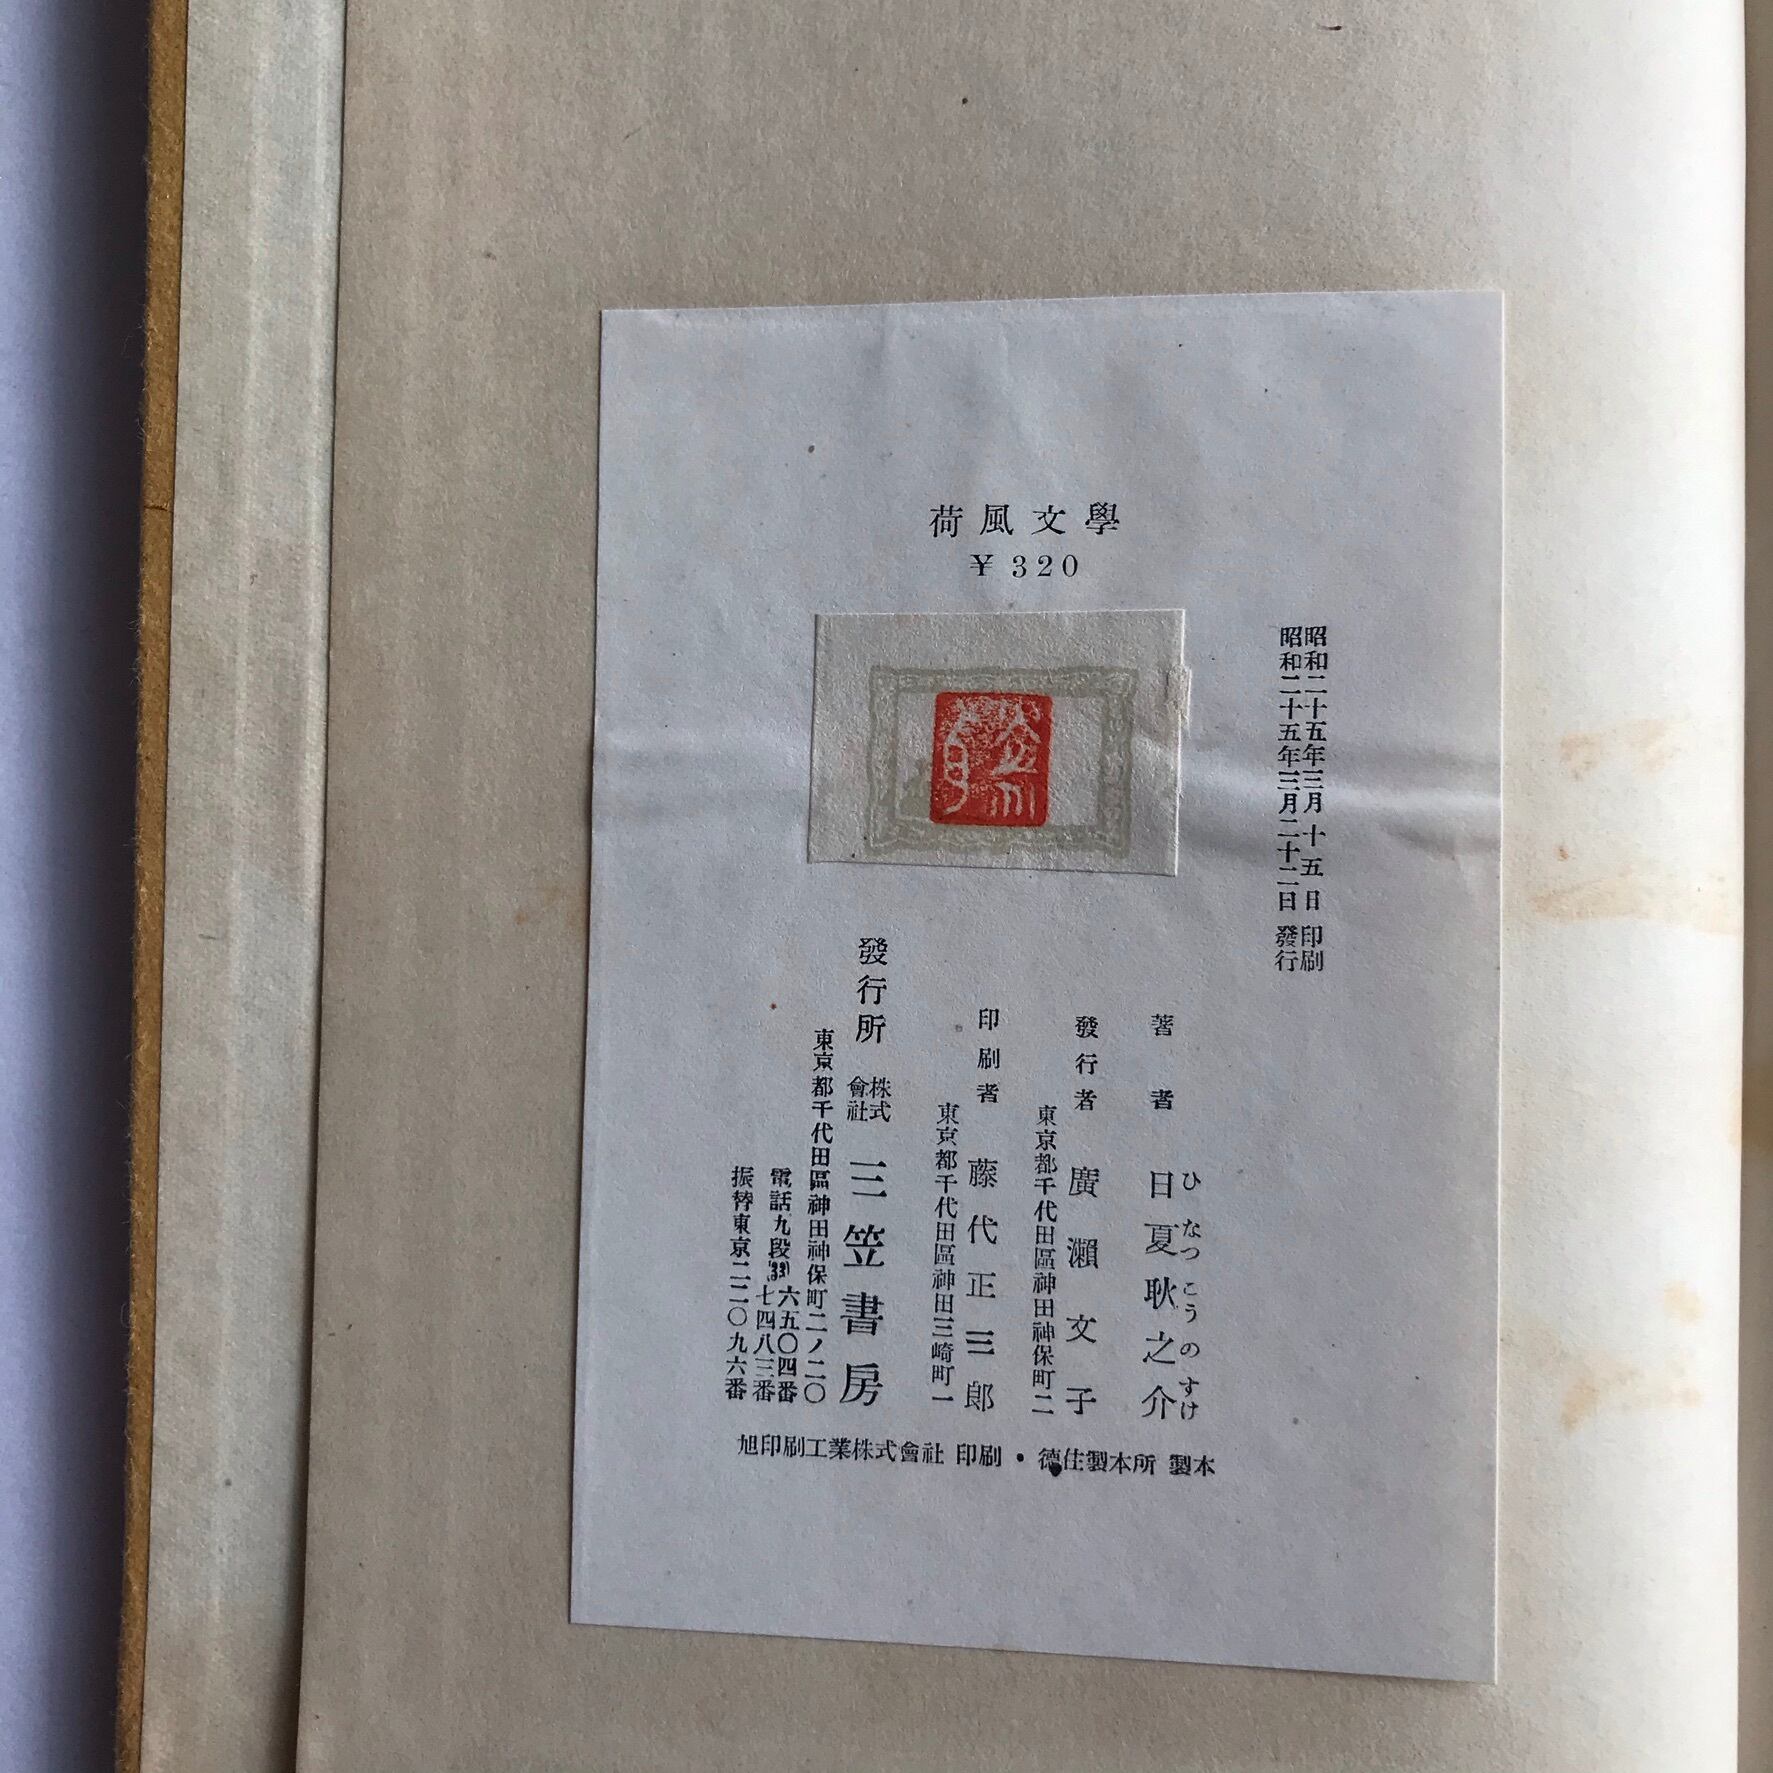 荷風文學
¥320
昭和二十五年三月十五日 印刷
昭和二十五年三月二十二日 發行
著者 日夏耿之介
ひなつこうのすけ
發行者 廣瀨文子
東京都千代田區神田神保町二
印刷者 藤代正三郎
東京都千代田區神田三崎町一
發行所 株式會社 三笠書房
東京都千代田區神田神保町二ノ二〇
電話九段(33)六五〇四番
七四八三番
振替東京二二〇九六番
旭印刷工業株式會社 印刷・德住製本所 製本